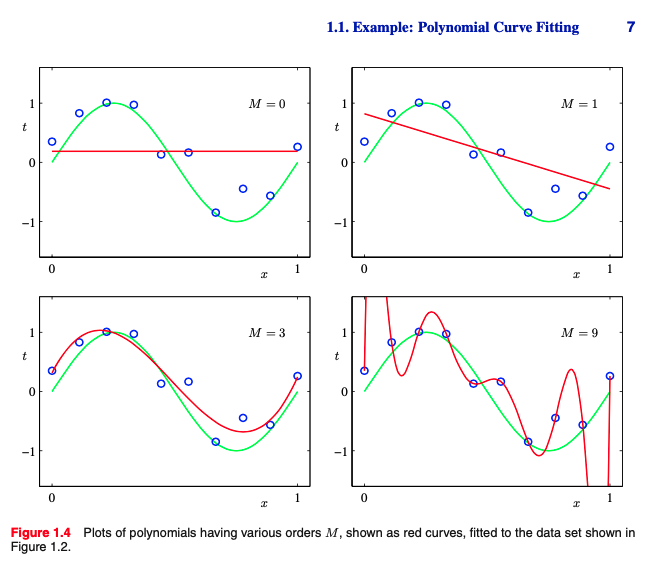 1.1. Example: Polynomial Curve Fitting 7
M = 0
1
t
0
−1
0
x
1
M = 1
1
t
0
−1
0
x
1
M = 3
1
t
0
−1
0
x
1
M = 9
1
t
0
−1
0
x
1
Figure 1.4 Plots of polynomials having various orders M, shown as red curves, fitted to the data set shown in
Figure 1.2.